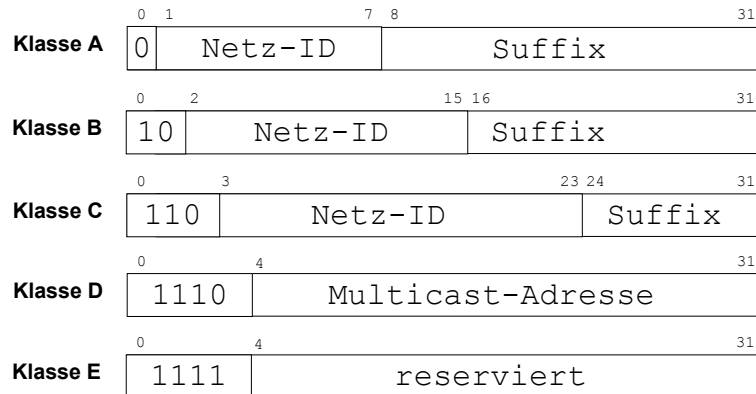 0 1 7 8 31
Klasse A 0 Netz-ID Suffix
0 2 15 16 31
Klasse B 10 Netz-ID Suffix
0 3 23 24 31
Klasse C 110 Netz-ID Suffix
0 4 31
Klasse D 1110 Multicast-Adresse
0 4 31
Klasse E 1111 reserviert